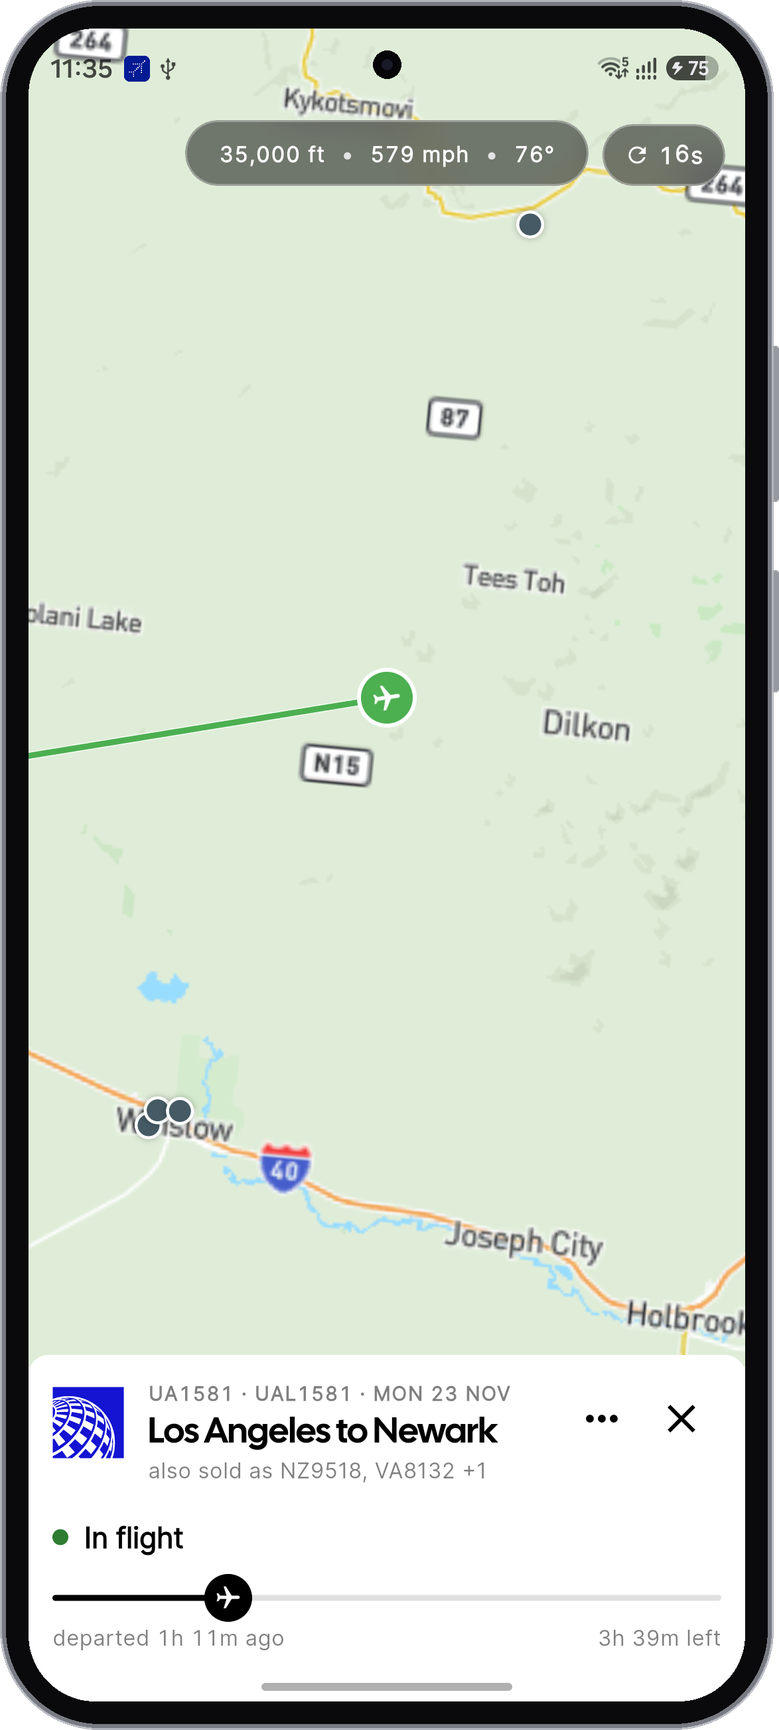 264
11:35
5
75
Kykotsmovi
35,000 ft • 579 mph • 76°
16s
264
87
Tees Toh
olani Lake
Dilkon
N15
Winslow
40
Joseph City
Holbrook
UA1581 · UAL1581 · MON 23 NOV
Los Angeles to Newark
also sold as NZ9518, VA8132 +1
In flight
departed 1h 11m ago
3h 39m left